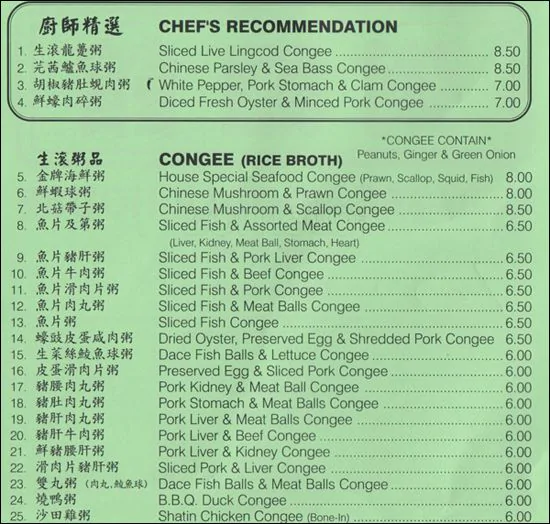 廚師精選 CHEF'S RECOMMENDATION
1. 生滾龍躉粥 Sliced Live Lingcod Congee 8.50
2. 芫茜鱸魚球粥 Chinese Parsley & Sea Bass Congee 8.50
3. 胡椒豬肚蜆肉粥 White Pepper, Pork Stomach & Clam Congee 7.00
4. 鮮蠔肉碎粥 Diced Fresh Oyster & Minced Pork Congee 7.00
*CONGEE CONTAIN*
生滾粥品 CONGEE (RICE BROTH) Peanuts, Ginger & Green Onion
5. 金牌海鮮粥 House Special Seafood Congee (Prawn, Scallop, Squid, Fish) 8.00
6. 鮮蝦球粥 Chinese Mushroom & Prawn Congee 8.00
7. 北菇帶子粥 Chinese Mushroom & Scallop Congee 8.50
8. 魚片及第粥 Sliced Fish & Assorted Meat Congee 6.50
(Liver, Kidney, Meat Ball, Stomach, Heart)
9. 魚片豬肝粥 Sliced Fish & Pork Liver Congee 6.50
10. 魚片牛肉粥 Sliced Fish & Beef Congee 6.50
11. 魚片滑肉片粥 Sliced Fish & Pork Congee 6.50
12. 魚片肉丸粥 Sliced Fish & Meat Balls Congee 6.50
13. 魚片粥 Sliced Fish Congee 6.50
14. 蠔豉皮蛋咸肉粥 Dried Oyster, Preserved Egg & Shredded Pork Congee 6.50
15. 生菜絲鯪魚球粥 Dace Fish Balls & Lettuce Congee 6.00
16. 皮蛋滑肉片粥 Preserved Egg & Sliced Pork Congee 6.00
17. 豬腰肉丸粥 Pork Kidney & Meat Ball Congee 6.00
18. 豬肚肉丸粥 Pork Stomach & Meat Balls Congee 6.00
19. 豬肝肉丸粥 Pork Liver & Meat Balls Congee 6.00
20. 豬肝牛肉粥 Pork Liver & Beef Congee 6.00
21. 鮮豬腰肝粥 Pork Liver & Kidney Congee 6.00
22. 滑肉片豬肝粥 Sliced Pork & Liver Congee 6.00
23. 雙丸粥 (肉丸,鯪魚球) Dace Fish Balls & Meat Balls Congee 6.00
24. 燒鴨粥 B.B.Q. Duck Congee 6.00
25. 沙田雞粥 Shatin Chicken Congee (Bone-In) 6.00